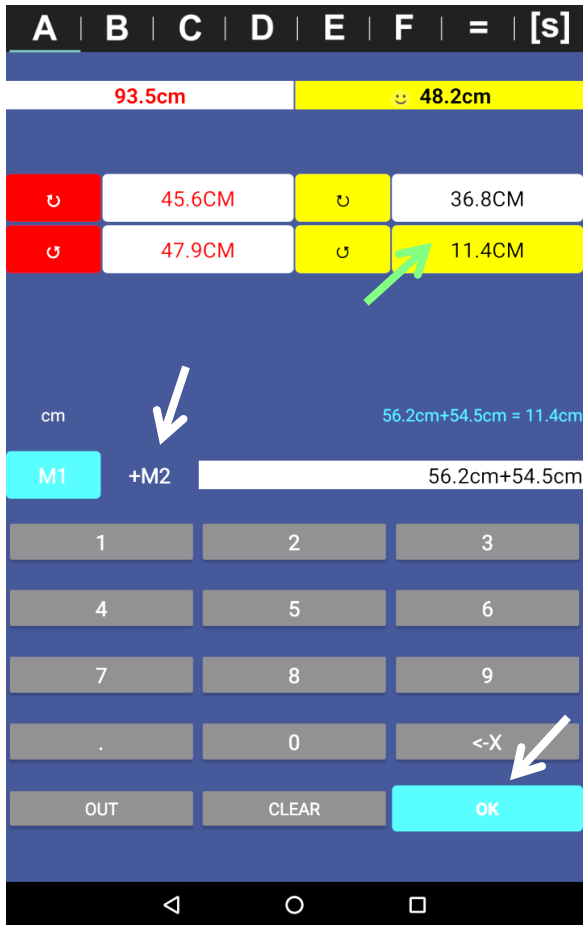 A | B | C | D | E | F | = | [s]
93.5cm 48.2cm
↻ 45.6CM ↻ 36.8CM
↺ 47.9CM ↺ 11.4CM
cm 56.2cm+54.5cm = 11.4cm
M1 +M2 56.2cm+54.5cm
1 2 3
4 5 6
7 8 9
. 0 <-X
OUT CLEAR OK